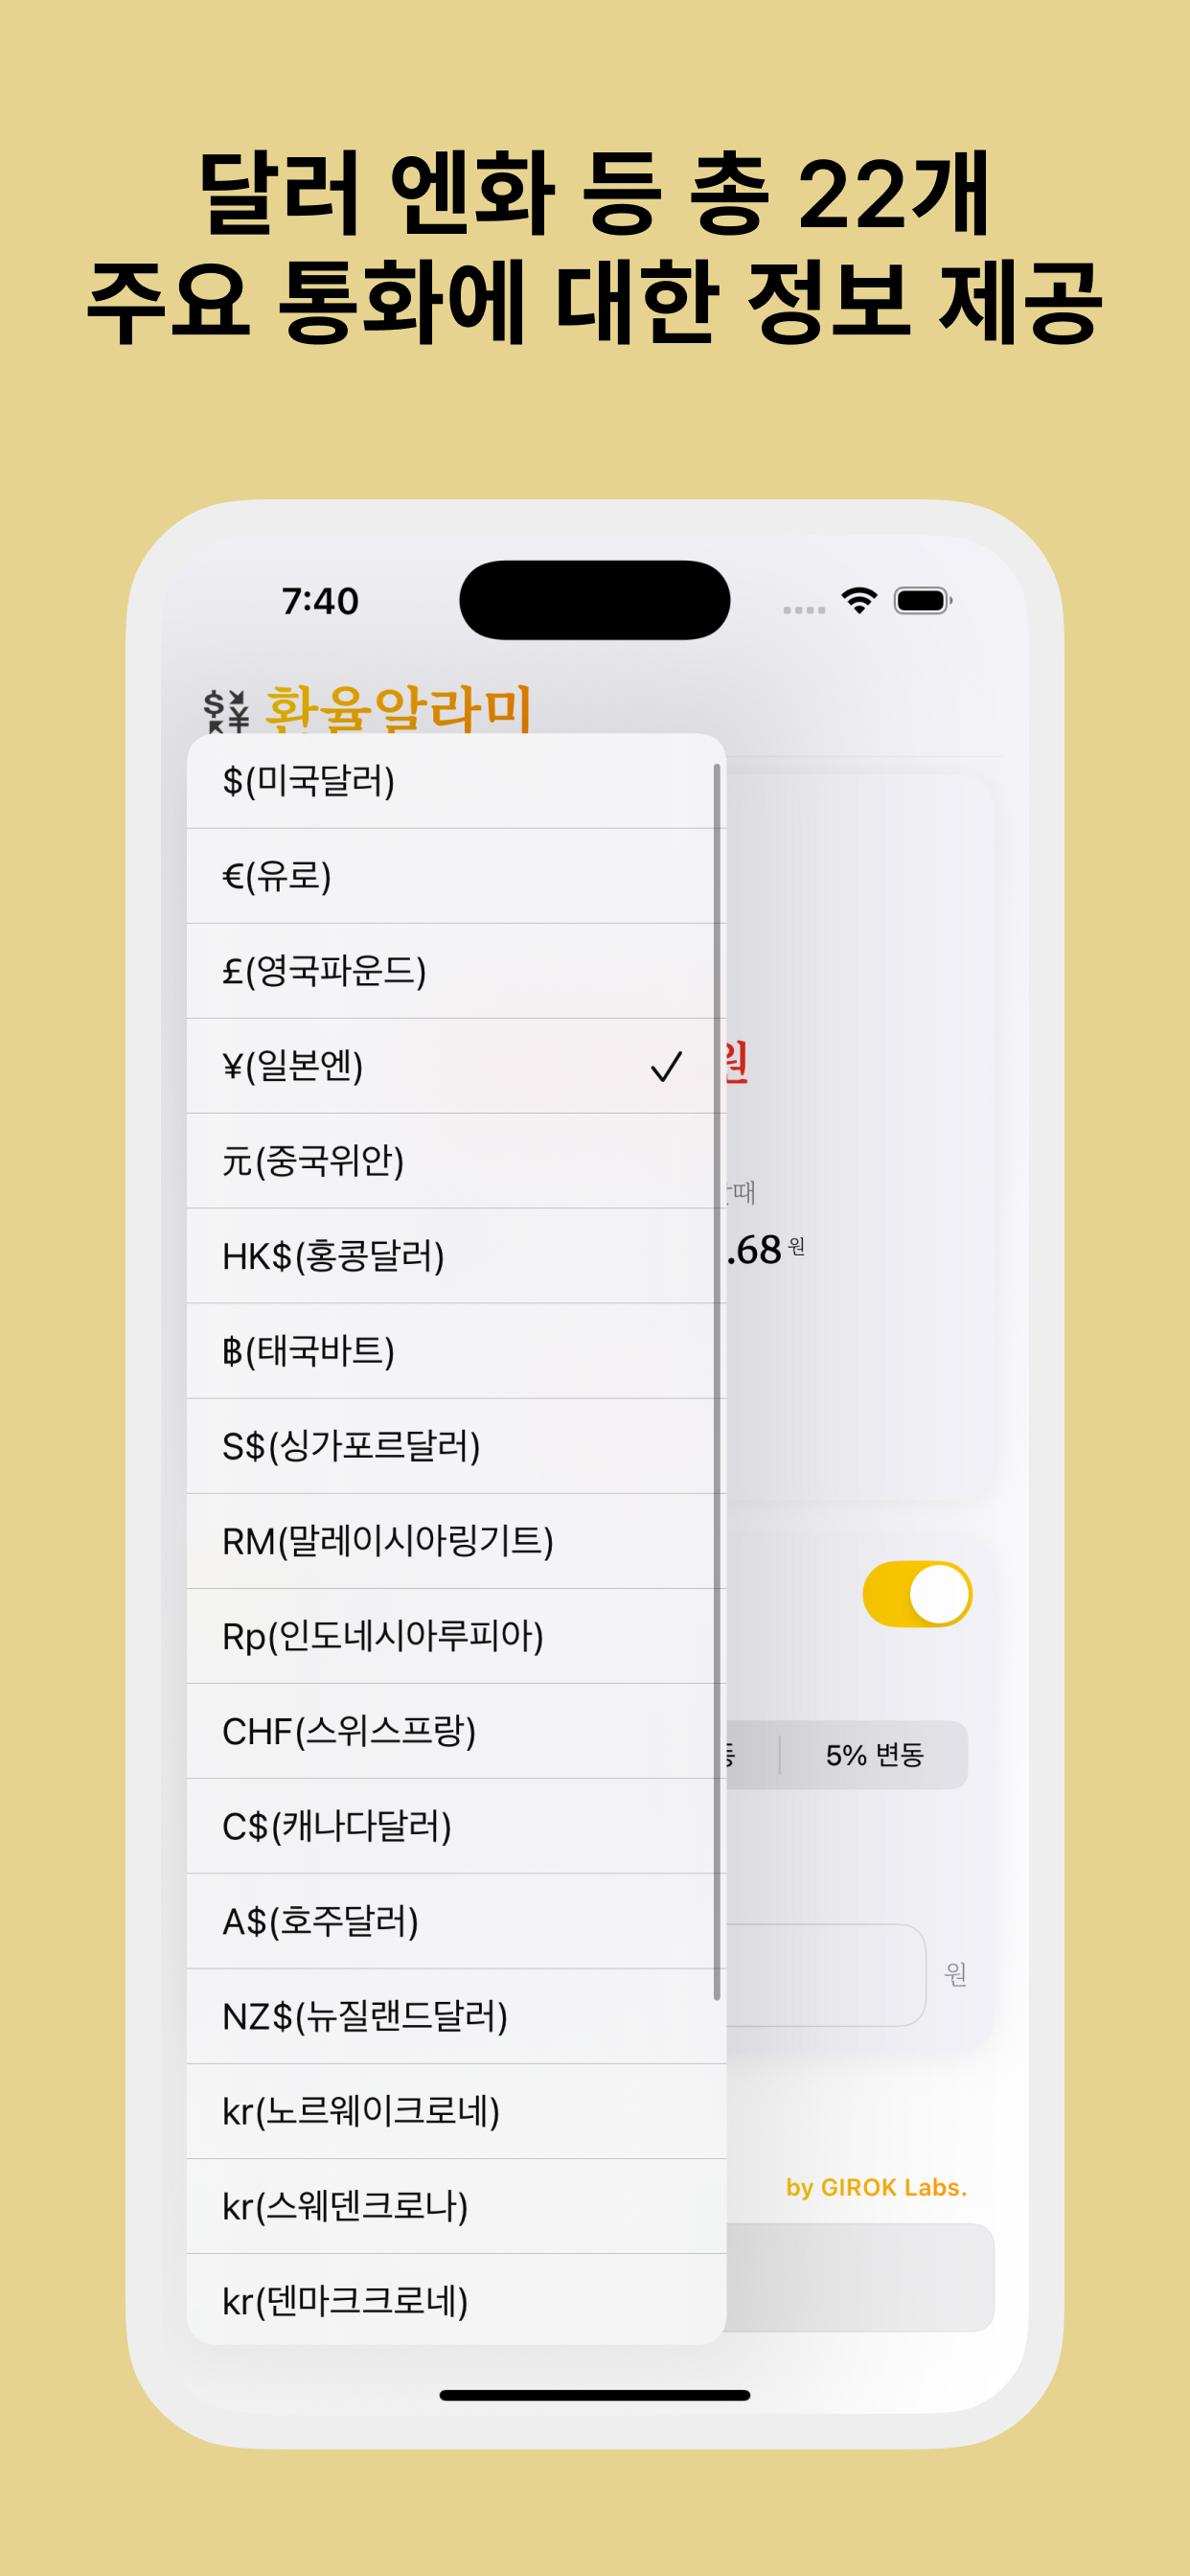 달러 엔화 등 총 22개
주요 통화에 대한 정보 제공
7:40
환율알라미
$(미국달러)
€(유로)
£(영국파운드)
원
¥(일본엔)
元(중국위안)
때
HK$(홍콩달러)
.68 원
฿(태국바트)
S$(싱가포르달러)
RM(말레이시아링기트)
Rp(인도네시아루피아)
CHF(스위스프랑)
5% 변동
C$(캐나다달러)
A$(호주달러)
원
NZ$(뉴질랜드달러)
kr(노르웨이크로네)
kr(스웨덴크로나)
by GIROK Labs.
kr(덴마크크로네)